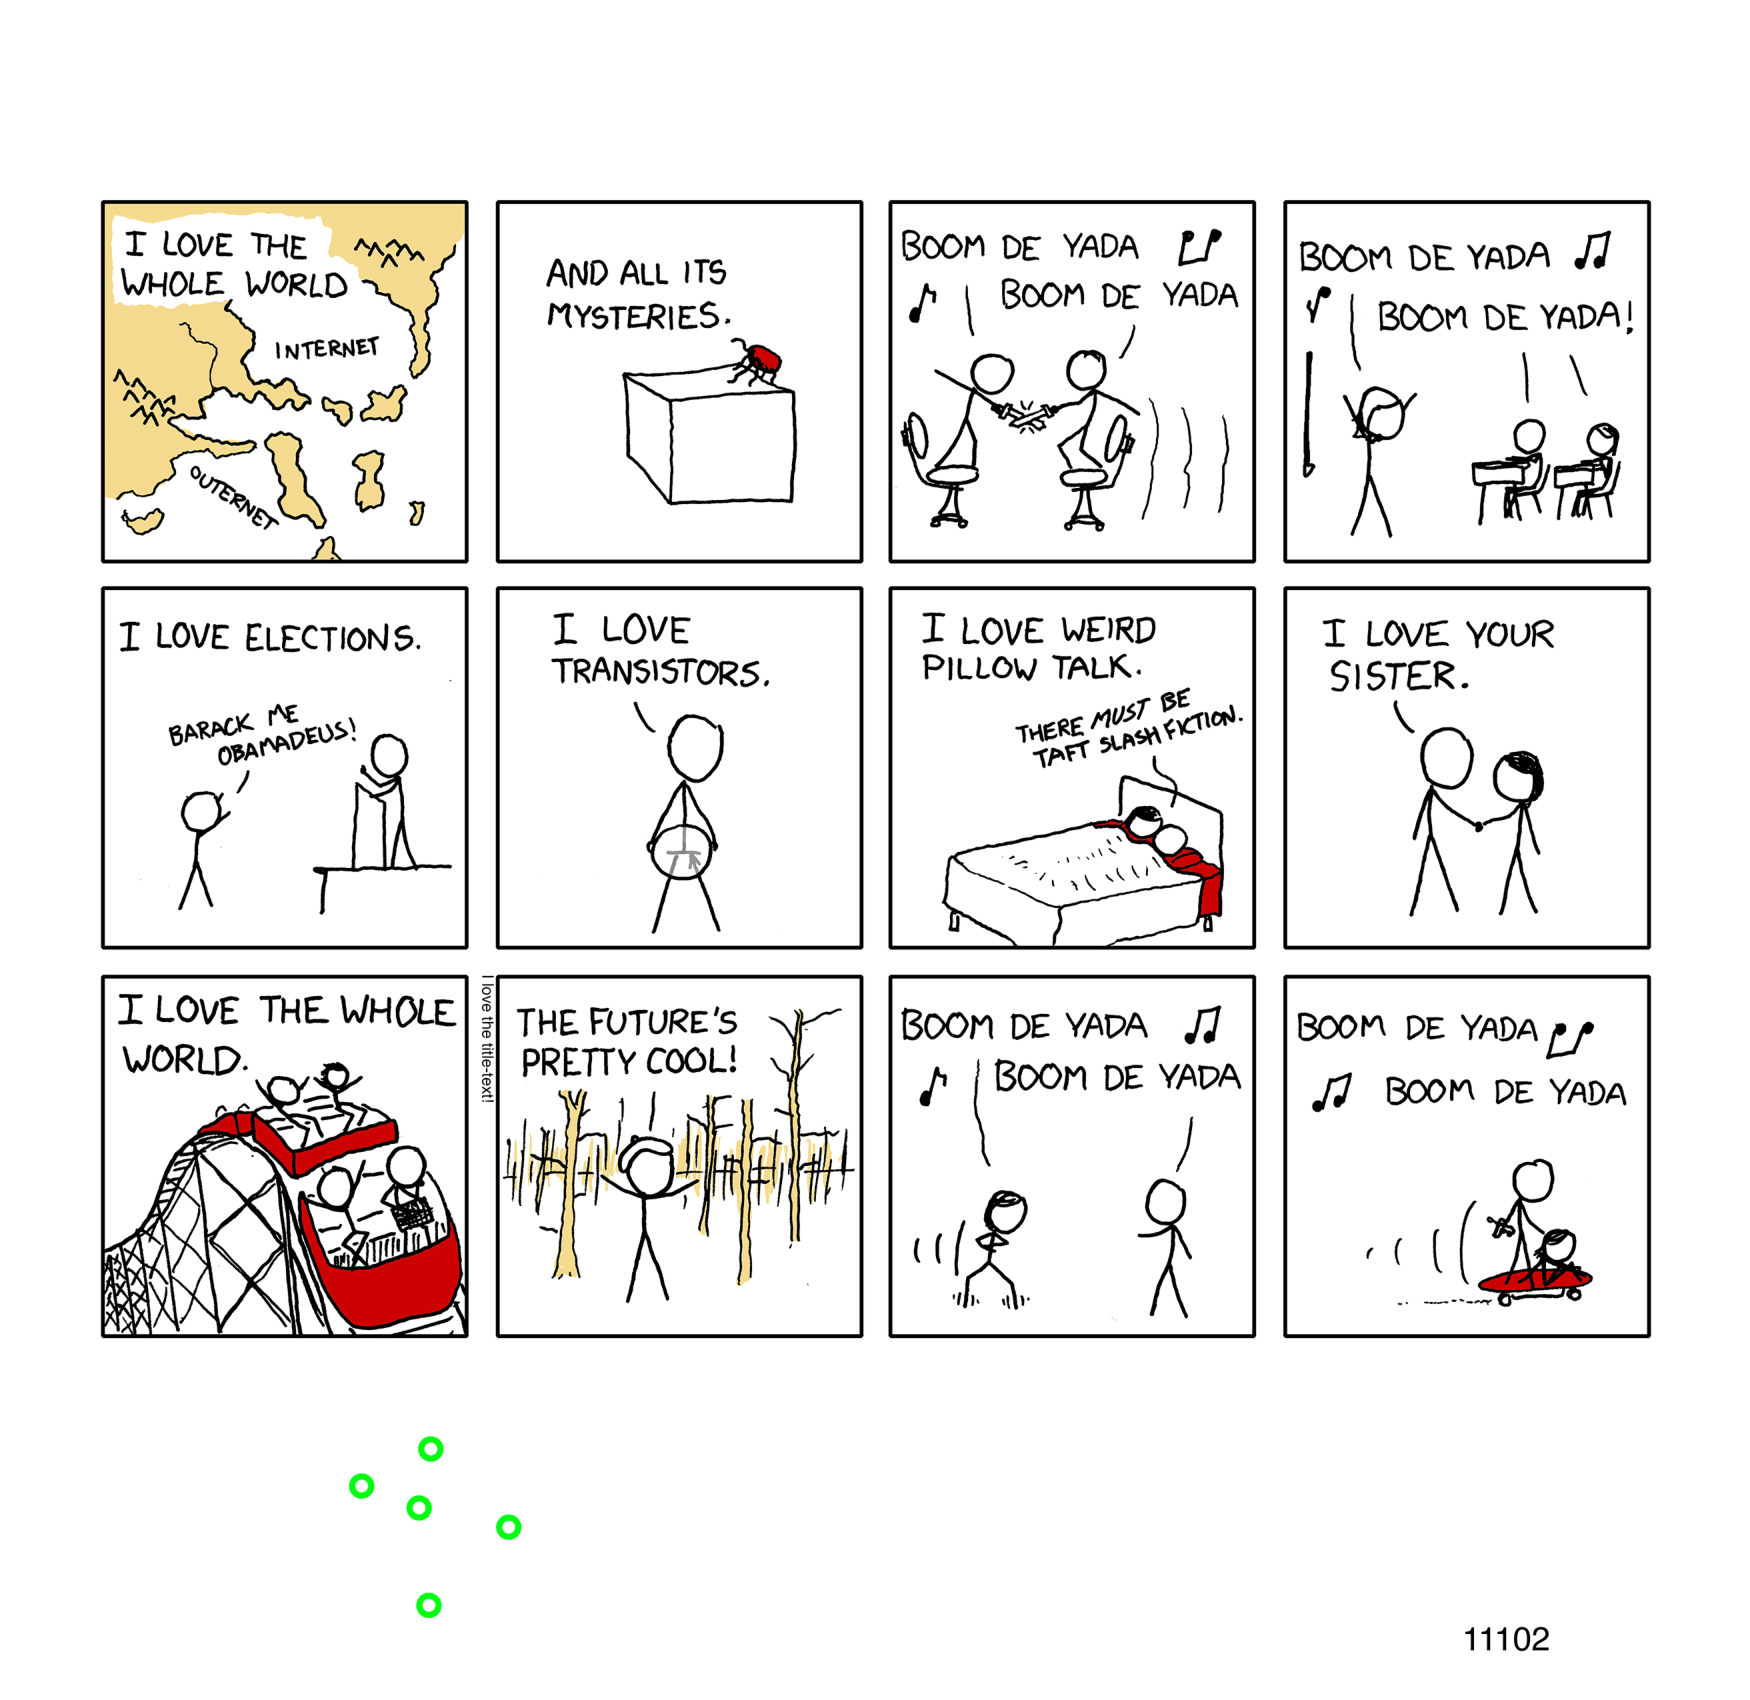 I LOVE THE
WHOLE WORLD
INTERNET
OUTERNET
AND ALL ITS
MYSTERIES.
BOOM DE YADA
BOOM DE YADA
BOOM DE YADA
BOOM DE YADA!
I LOVE ELECTIONS.
BARACK ME
OBAMADEUS!
I LOVE
TRANSISTORS.
I LOVE WEIRD
PILLOW TALK.
THERE MUST BE
TAFT SLASH FICTION.
I LOVE YOUR
SISTER.
I LOVE THE WHOLE
WORLD.
I love the title-text!
THE FUTURE'S
PRETTY COOL!
BOOM DE YADA
BOOM DE YADA
BOOM DE YADA
BOOM DE YADA
11102